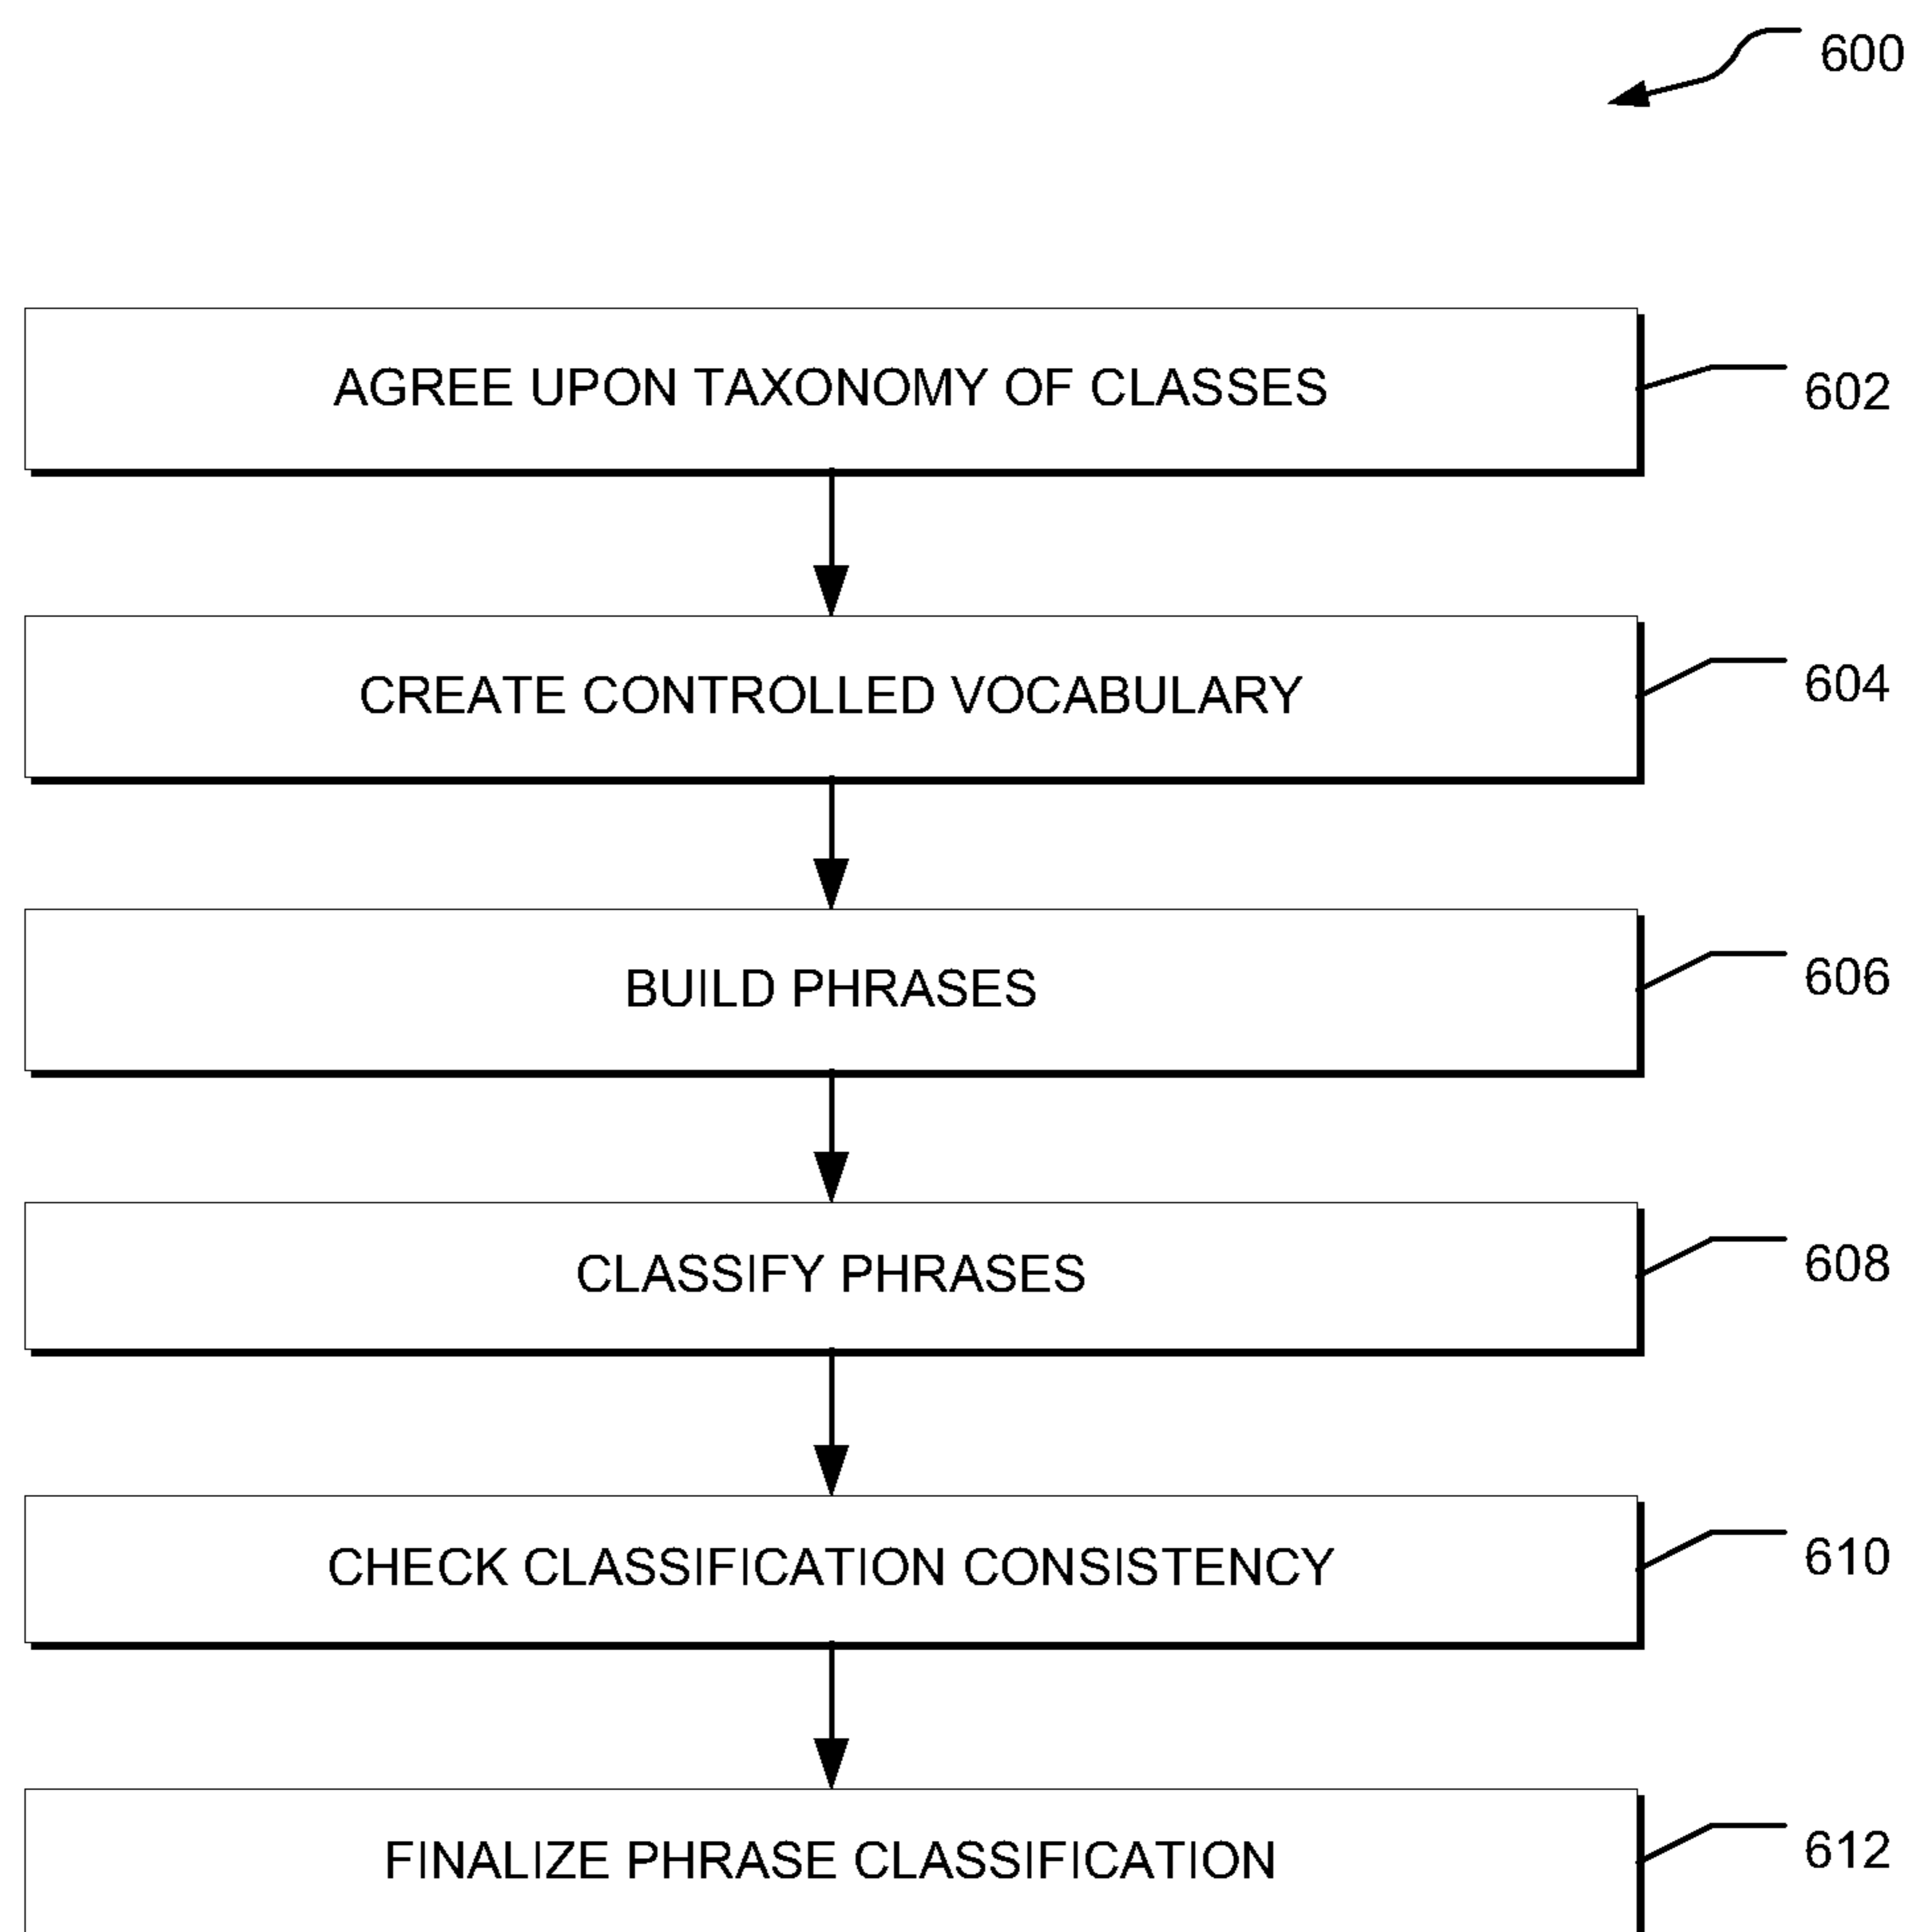 600
AGREE UPON TAXONOMY OF CLASSES
602
CREATE CONTROLLED VOCABULARY
604
BUILD PHRASES
606
CLASSIFY PHRASES
608
CHECK CLASSIFICATION CONSISTENCY
610
FINALIZE PHRASE CLASSIFICATION
612